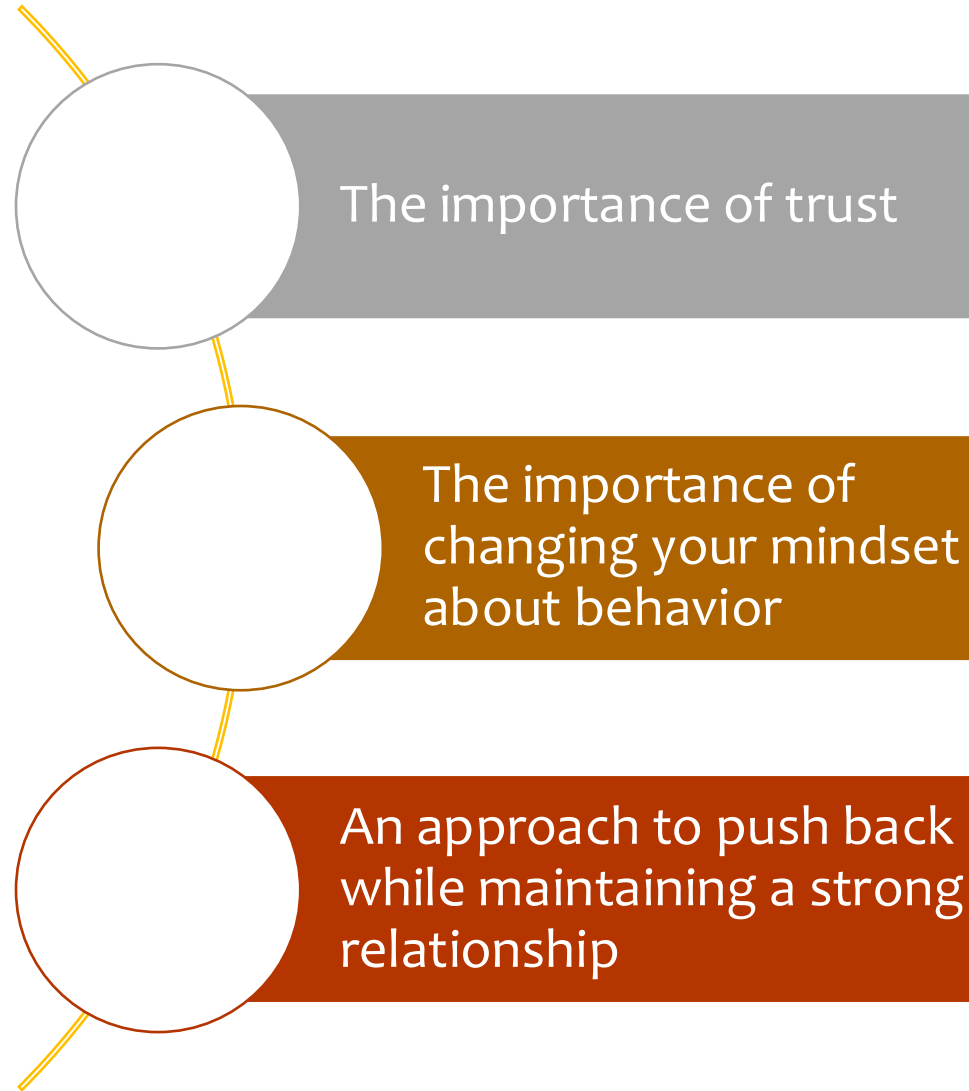 The importance of trust
The importance of
changing your mindset
about behavior
An approach to push back
while maintaining a strong
relationship